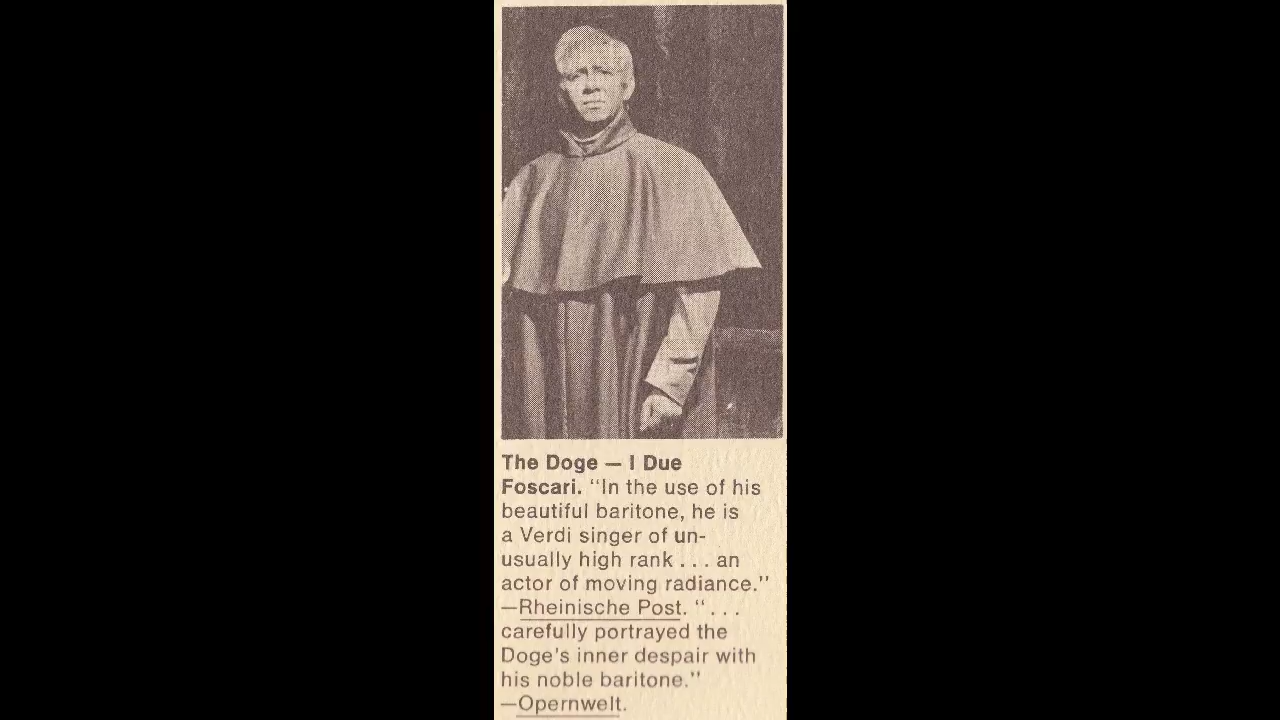 The Doge — I Due
Foscari. “In the use of his
beautiful baritone, he is
a Verdi singer of un-
usually high rank . . . an
actor of moving radiance.”
—Rheinische Post. “ . . .
carefully portrayed the
Doge's inner despair with
his noble baritone.”
—Opernwelt.